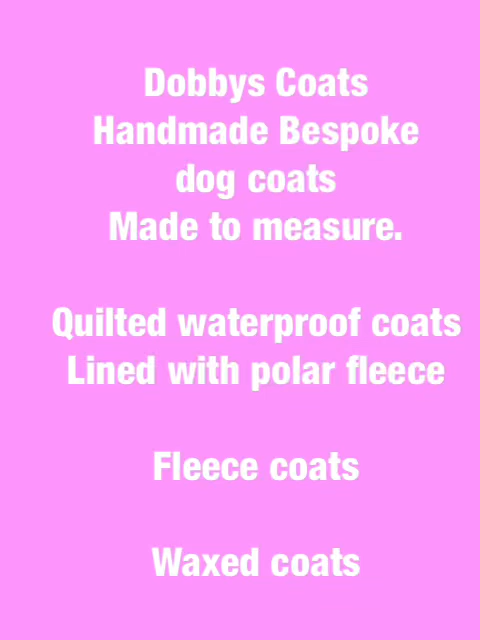 Dobbys Coats
Handmade Bespoke
dog coats
Made to measure.
Quilted waterproof coats
Lined with polar fleece
Fleece coats
Waxed coats